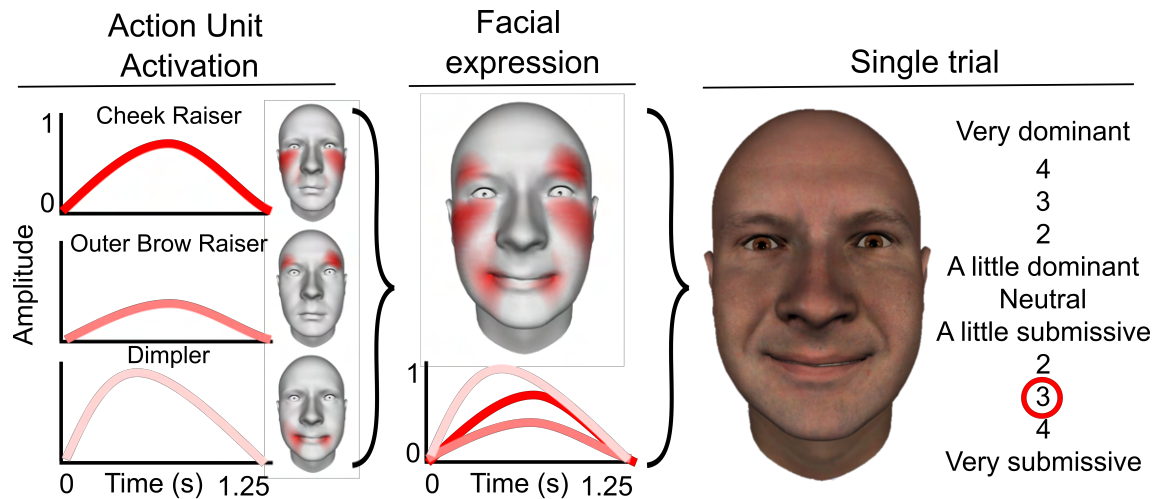 Action Unit
Activation
Facial
expression
Single trial
Amplitude
Cheek Raiser
1
0
Outer Brow Raiser
Dimpler
0
Time (s)
1.25
1
0
0
Time (s)
1.25
Very dominant
4
3
2
A little dominant
Neutral
A little submissive
2
3
4
Very submissive